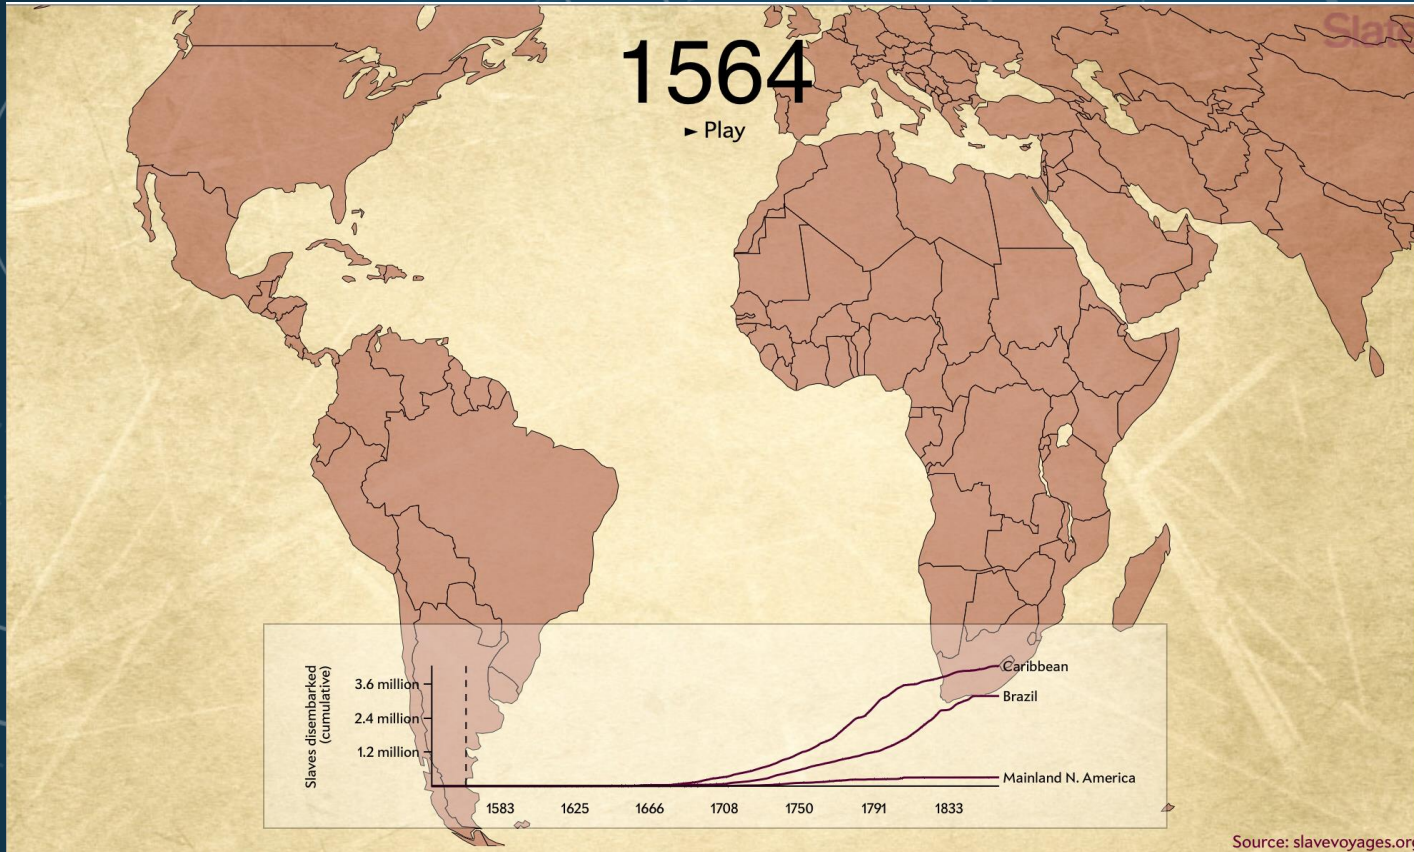 Slate
1564
► Play
Slaves disembarked
(cumulative)
3.6 million
2.4 million
1.2 million
Caribbean
Brazil
Mainland N. America
1583 1625 1666 1708 1750 1791 1833
Source: slavevoyages.org